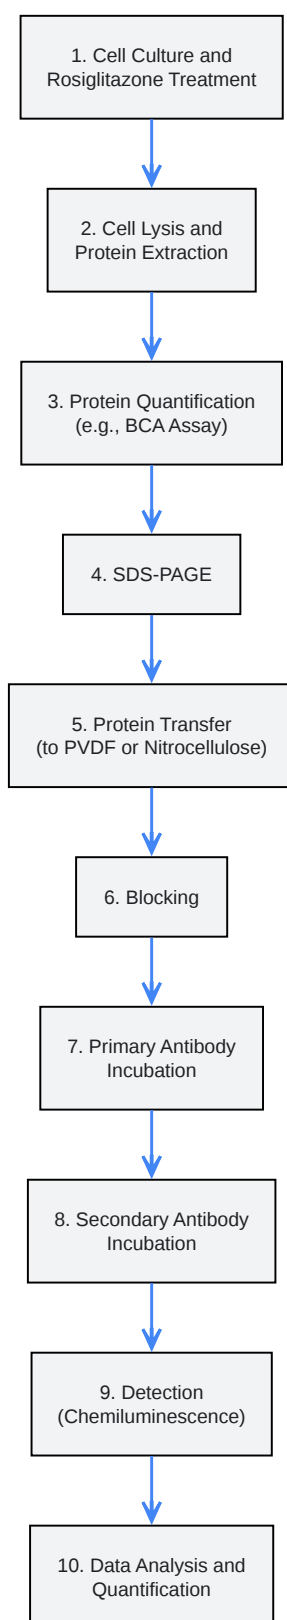 1. Cell Culture and
Rosiglitazone Treatment
2. Cell Lysis and
Protein Extraction
3. Protein Quantification
(e.g., BCA Assay)
4. SDS-PAGE
5. Protein Transfer
(to PVDF or Nitrocellulose)
6. Blocking
7. Primary Antibody
Incubation
8. Secondary Antibody
Incubation
9. Detection
(Chemiluminescence)
10. Data Analysis and
Quantification